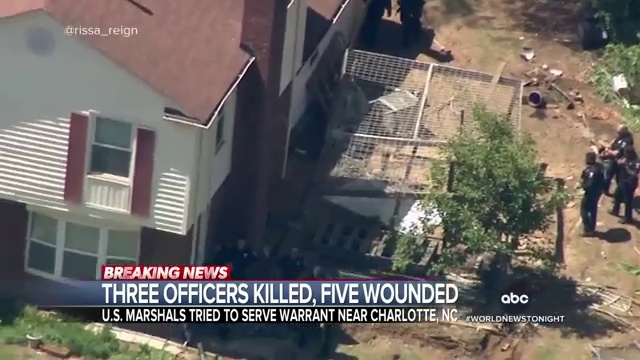 @rissa_reign
BREAKING NEWS
THREE OFFICERS KILLED, FIVE WOUNDED
abc
U.S. MARSHALS TRIED TO SERVE WARRANT NEAR CHARLOTTE, NC
#WORLDNEWSTONIGHT